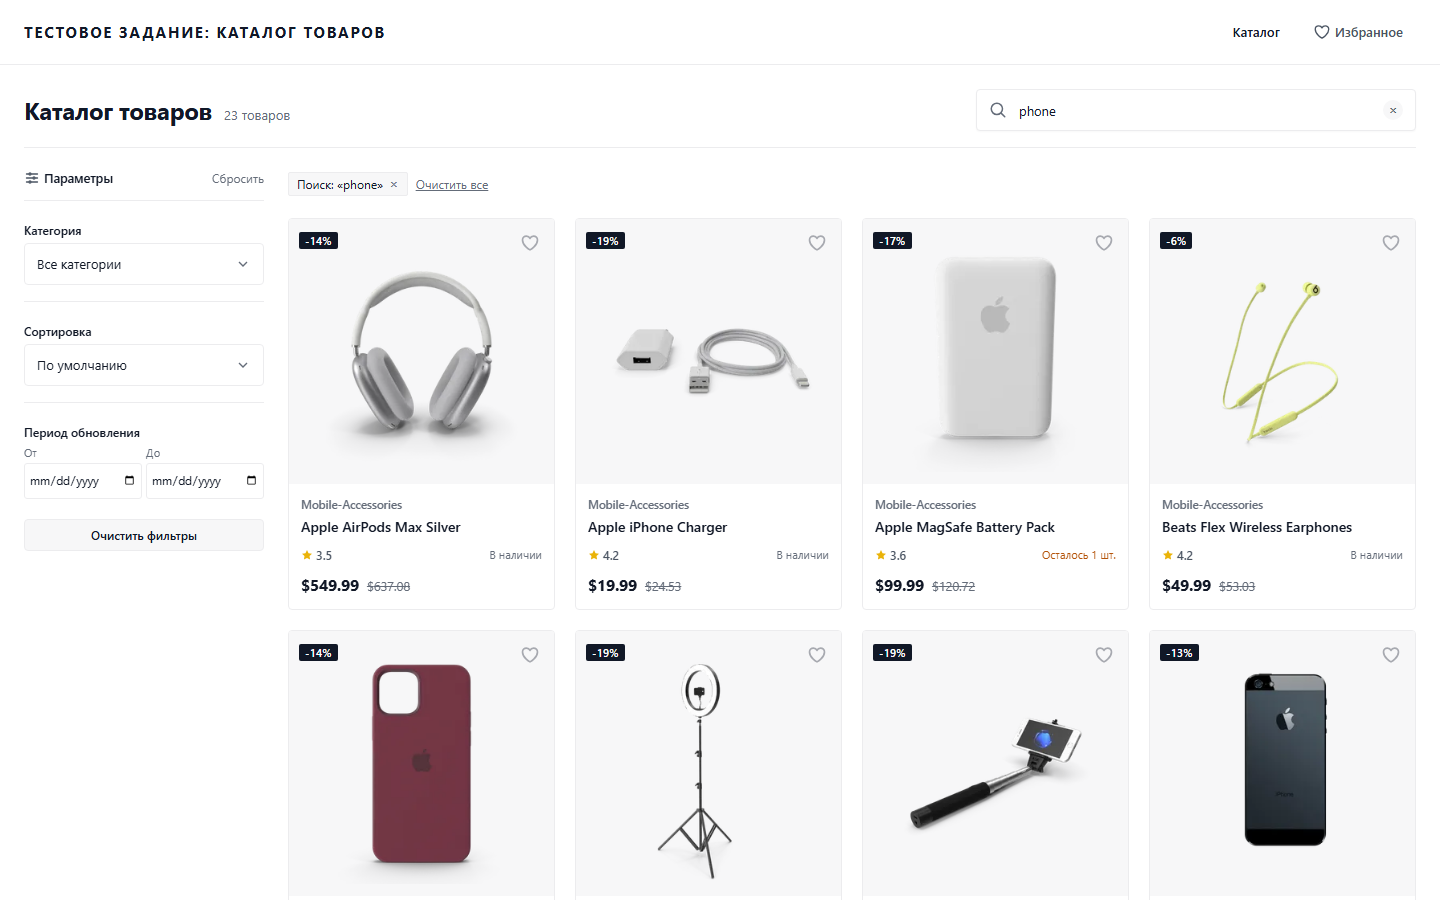 ТЕСТОВОЕ ЗАДАНИЕ: КАТАЛОГ ТОВАРОВ
Каталог
Избранное
Каталог товаров
23 товаров
phone
Параметры
Сбросить
Категория
Все категории
Сортировка
По умолчанию
Период обновления
От
До
mm/dd/yyyy
mm/dd/yyyy
Очистить фильтры
Поиск: «phone» ×
Очистить все
-14%
Mobile-Accessories
Apple AirPods Max Silver
3.5
В наличии
$549.99 $637.08
-19%
Mobile-Accessories
Apple iPhone Charger
4.2
В наличии
$19.99 $24.53
-17%
Mobile-Accessories
Apple MagSafe Battery Pack
3.6
Осталось 1 шт.
$99.99 $120.72
-6%
Mobile-Accessories
Beats Flex Wireless Earphones
4.2
В наличии
$49.99 $53.03
-14%
-19%
-19%
-13%
iPhone